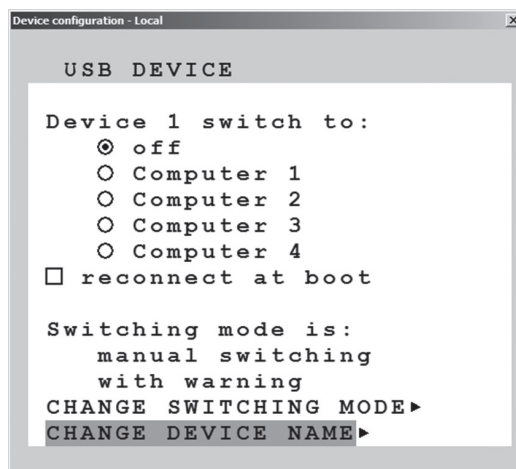 Device configuration - Local
USB DEVICE
Device 1 switch to:
off
Computer 1
Computer 2
Computer 3
Computer 4
reconnect at boot
Switching mode is:
manual switching
with warning
CHANGE SWITCHING MODE
CHANGE DEVICE NAME